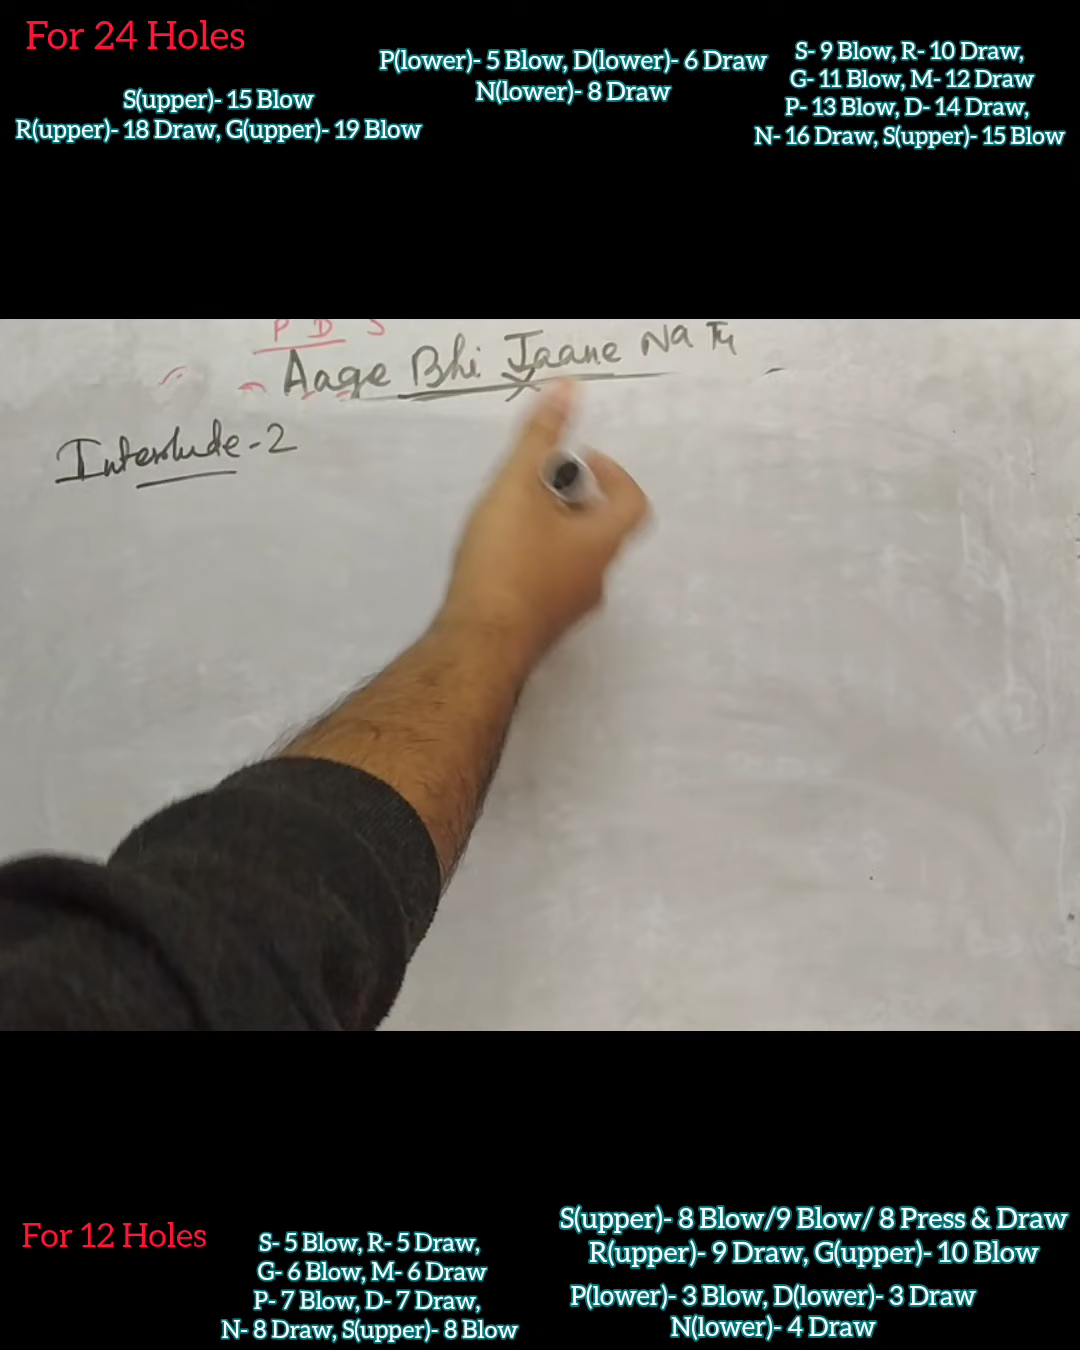 For 24 Holes
S(upper)- 15 Blow
R(upper)- 18 Draw, G(upper)- 19 Blow
P(lower)- 5 Blow, D(lower)- 6 Draw
N(lower)- 8 Draw
S- 9 Blow, R- 10 Draw,
G- 11 Blow, M- 12 Draw
P- 13 Blow, D- 14 Draw,
N- 16 Draw, S(upper)- 15 Blow
P D S
Aage Bhi Jaane Na Tu
Interlude-2
For 12 Holes
S- 5 Blow, R- 5 Draw,
G- 6 Blow, M- 6 Draw
P- 7 Blow, D- 7 Draw,
N- 8 Draw, S(upper)- 8 Blow
S(upper)- 8 Blow/9 Blow/ 8 Press & Draw
R(upper)- 9 Draw, G(upper)- 10 Blow
P(lower)- 3 Blow, D(lower)- 3 Draw
N(lower)- 4 Draw